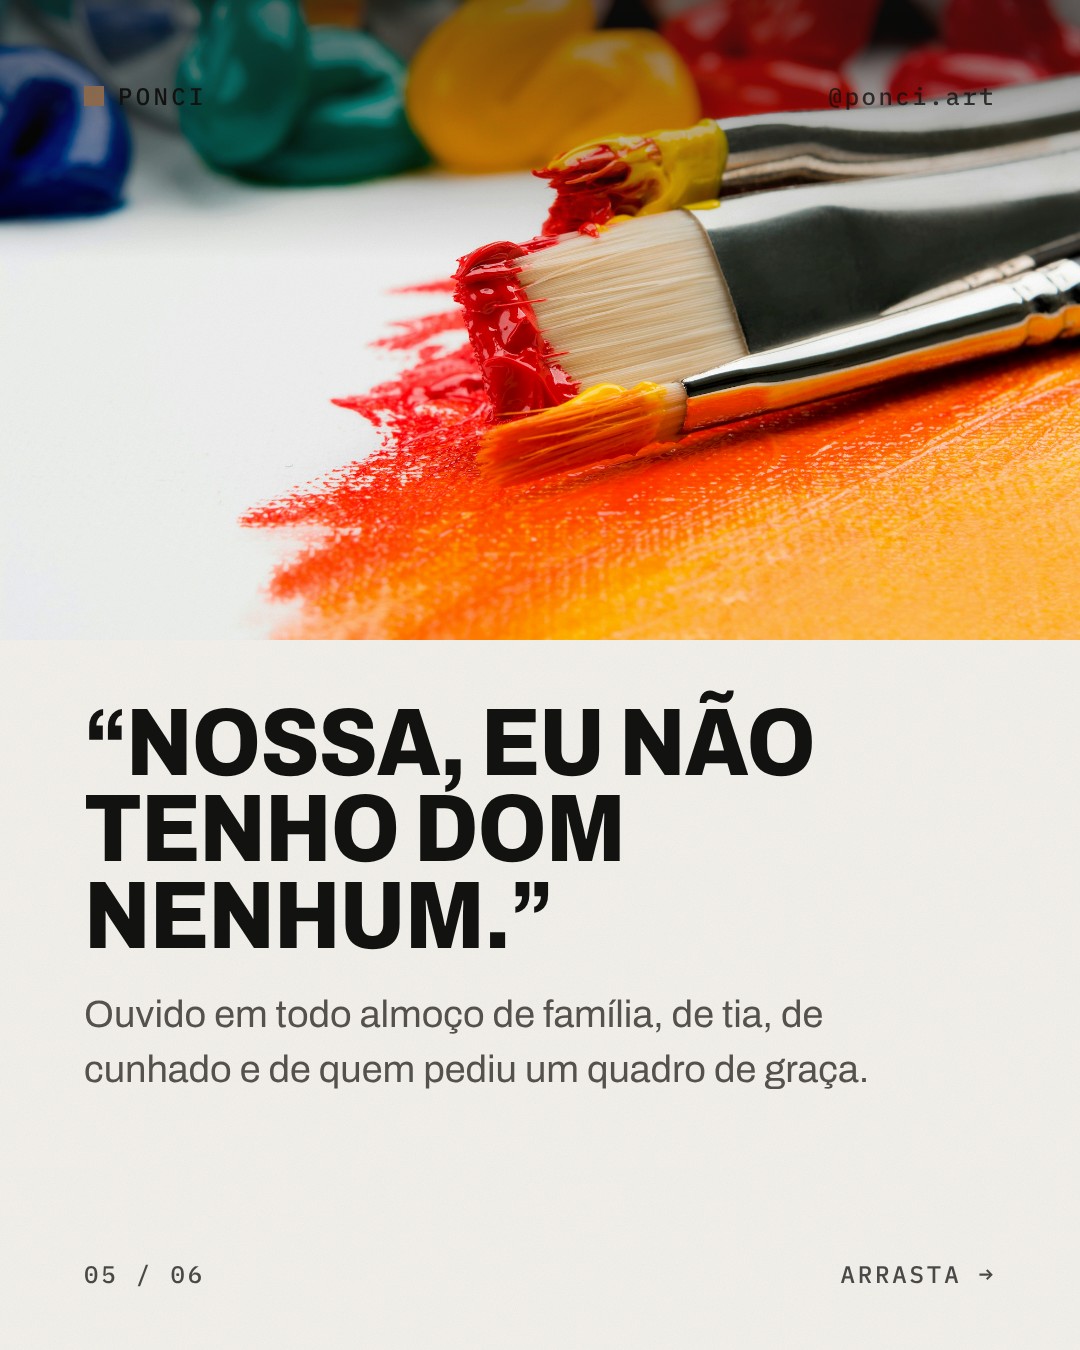 PONCI
@ponci.art
“NOSSA, EU NÃO
TENHO DOM
NENHUM.”
Ouvido em todo almoço de família, de tia, de
cunhado e de quem pediu um quadro de graça.
05 / 06
ARRASTA →